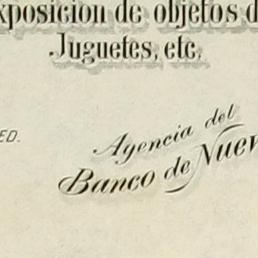 xposicion de objetos d
Juguetes, etc.
ED.
Agencia del
Banco de Nuev